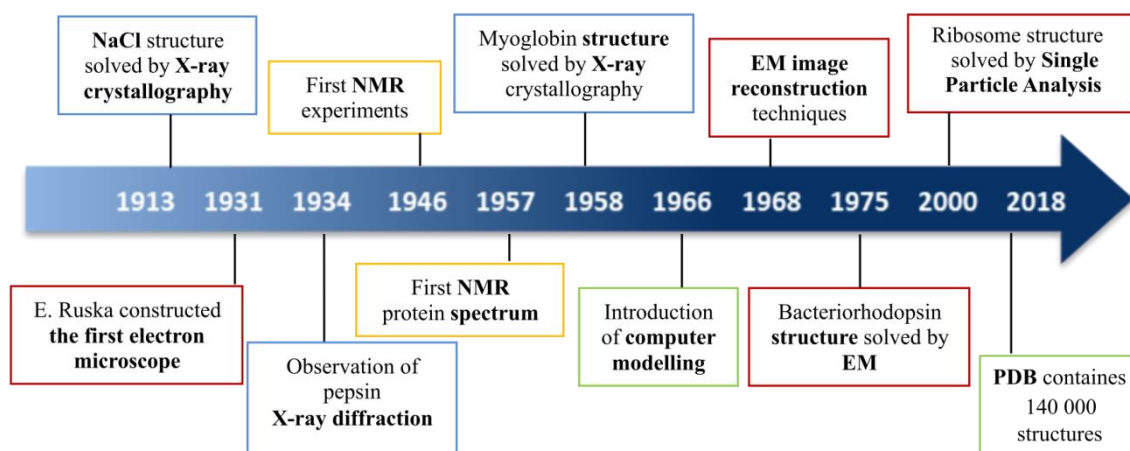 NaCl structure
solved by X-ray
crystallography
First NMR
experiments
Myoglobin structure
solved by X-ray
crystallography
EM image
reconstruction
techniques
Ribosome structure
solved by Single
Particle Analysis
1913 1931 1934 1946 1957 1958 1966 1968 1975 2000 2018
E. Ruska constructed
the first electron
microscope
Observation of
pepsin
X-ray diffraction
First NMR
protein spectrum
Introduction
of computer
modelling
Bacteriorhodopsin
structure solved by
EM
PDB containes
140 000
structures